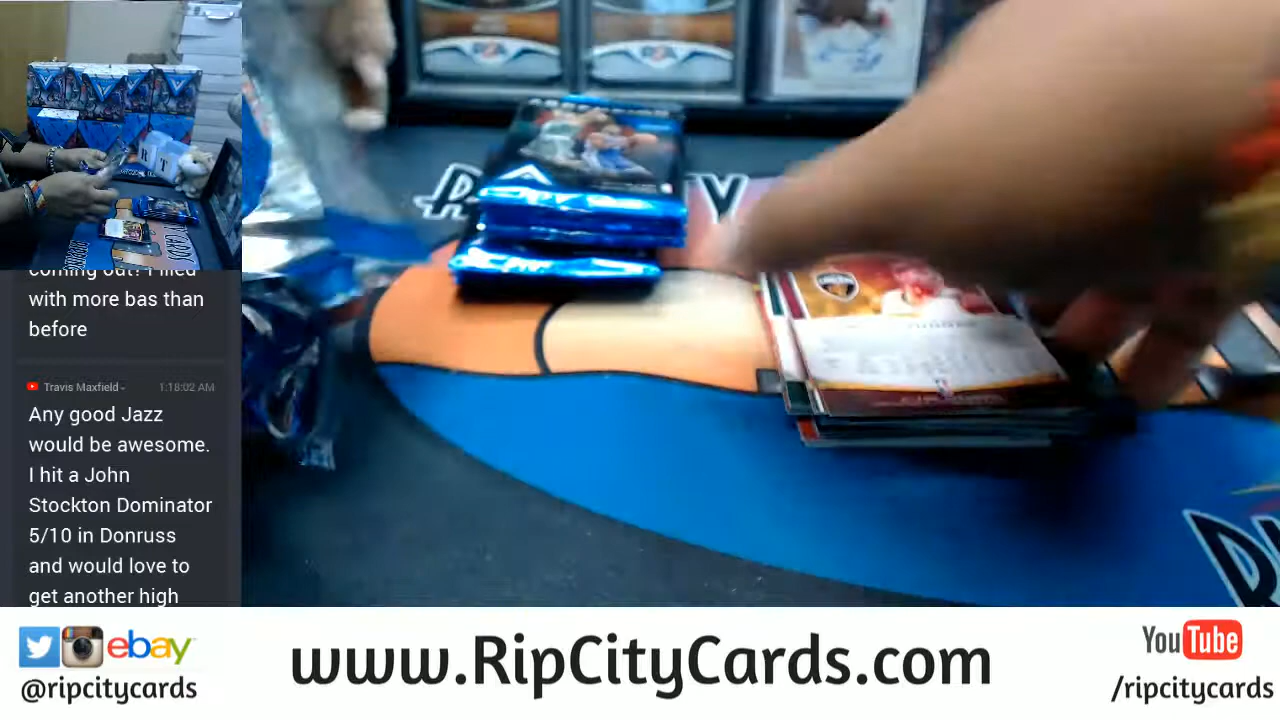 coming out? I filled
with more bas than
before
Travis Maxfield
1:18:02 AM
Any good Jazz
would be awesome.
I hit a John
Stockton Dominator
5/10 in Donruss
and would love to
get another high
R T
ebay
www.RipCityCards.com
YouTube
@ripcitycards
/ripcitycards